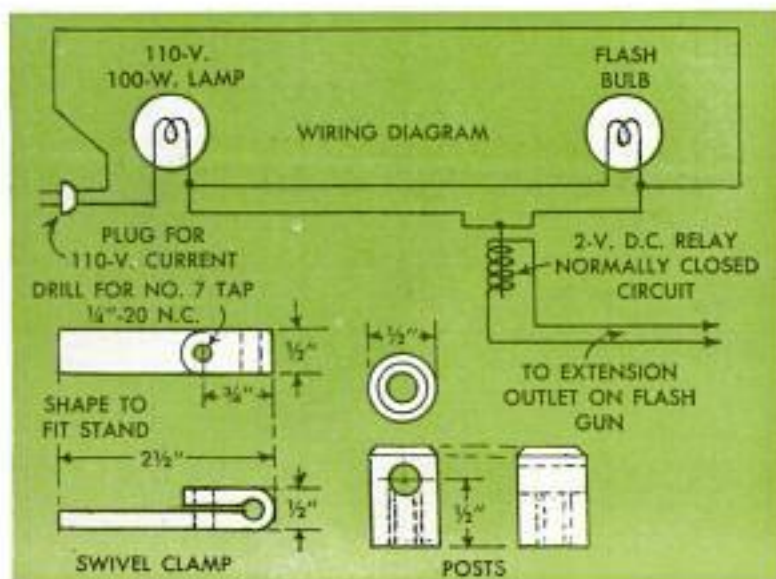 110-V.
100-W. LAMP
FLASH
BULB
WIRING DIAGRAM
PLUG FOR
110-V. CURRENT
2-V. D.C. RELAY
NORMALLY CLOSED
CIRCUIT
DRILL FOR NO. 7 TAP
¼"-20 N.C.
½"
¾"
½"
TO EXTENSION
OUTLET ON FLASH
GUN
SHAPE TO
FIT STAND
2½"
½"
½"
SWIVEL CLAMP
POSTS